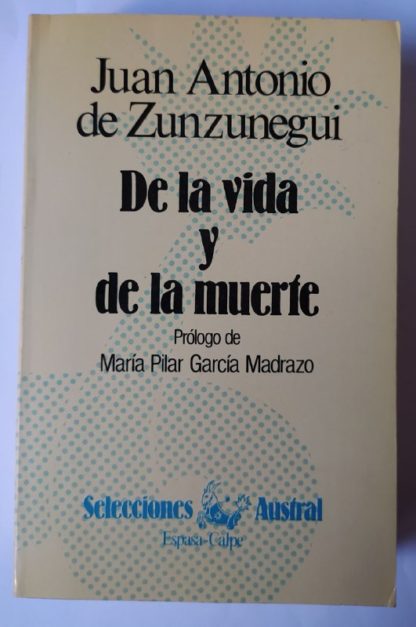 Juan Antonio
de Zunzunegui
De la vida
y
de la muerte
Prólogo de
María Pilar García Madrazo
Selecciones Austral
Espasa-Calpe